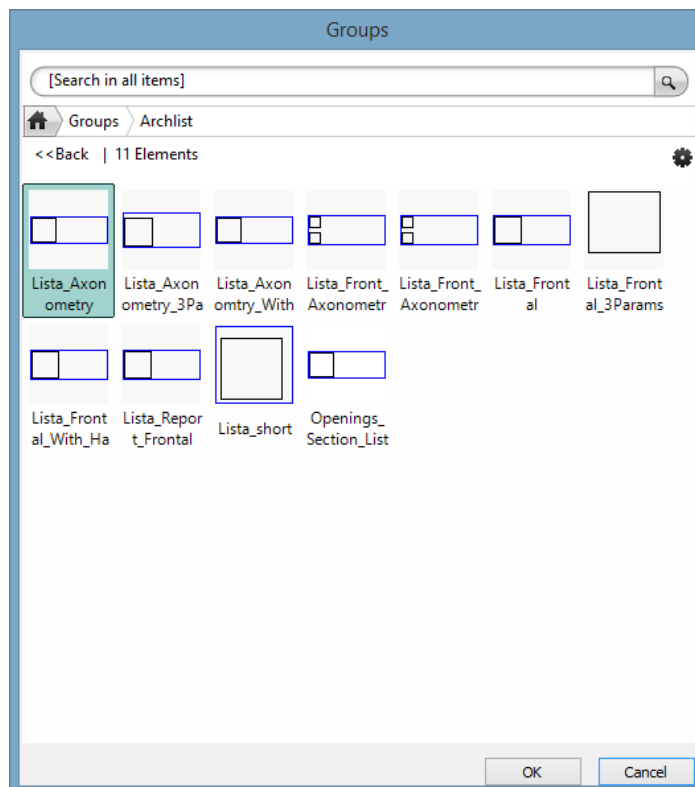 Groups
[Search in all items]
Groups Archlist
<<Back | 11 Elements
Lista_Axon
ometry
Lista_Axon
ometry_3Pa
Lista_Axon
omtry_With
Lista_Front_
Axonometr
Lista_Front_
Axonometr
Lista_Front
al
Lista_Front
al_3Params
Lista_Front
al_With_Ha
Lista_Repor
t_Frontal
Lista_short
Openings_
Section_List
OK Cancel